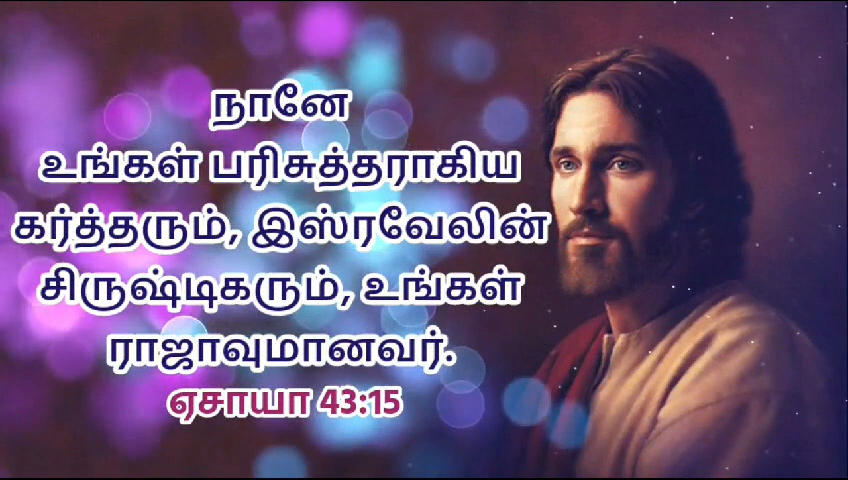 நானே
உங்கள் பரிசுத்தராகிய
கர்த்தரும், இஸ்ரவேலின்
சிருஷ்டிகரும், உங்கள்
ராஜாவுமானவர்.
ஏசாயா 43:15